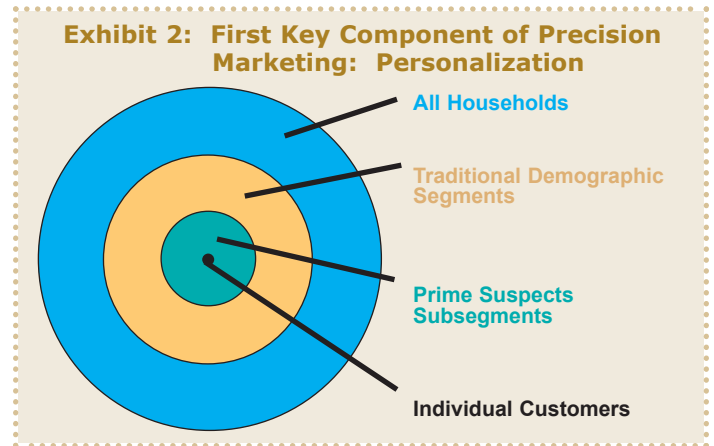 Exhibit 2: First Key Component of Precision
Marketing: Personalization
All Households
Traditional Demographic
Segments
Prime Suspects
Subsegments
Individual Customers